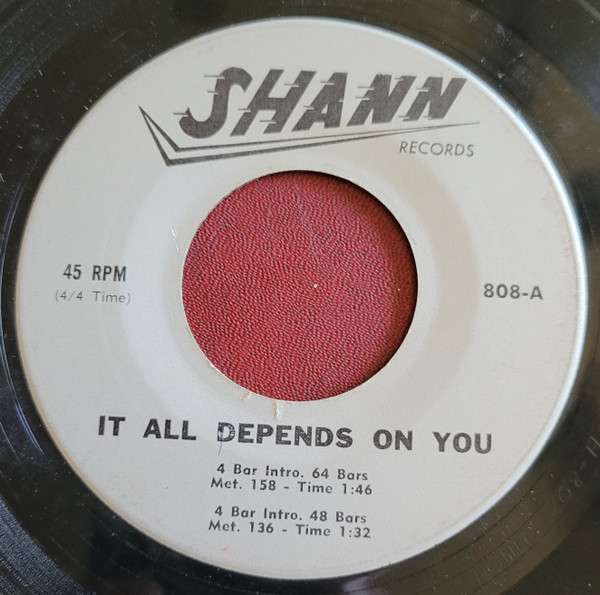 SHANN
RECORDS
45 RPM
(4/4 Time)
808-A
IT ALL DEPENDS ON YOU
4 Bar Intro. 64 Bars
Met. 158 - Time 1:46
4 Bar Intro. 48 Bars
Met. 136 - Time 1:32